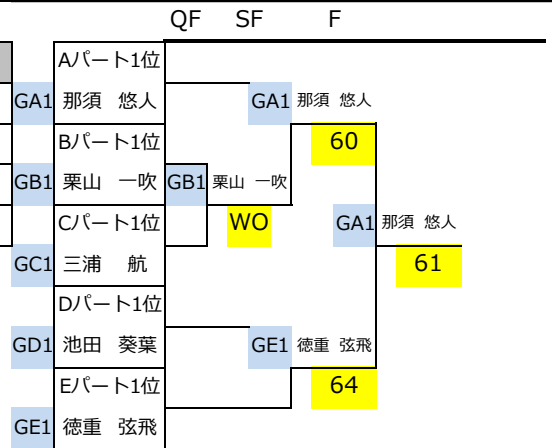 QF SF F
Aパート1位
GA1 那須 悠人 GA1 那須 悠人
Bパート1位 60
GB1 栗山 一吹 GB1 栗山 一吹
Cパート1位 WO GA1 那須 悠人
GC1 三浦 航 61
Dパート1位
GD1 池田 葵葉 GE1 徳重 弦飛
Eパート1位 64
GE1 徳重 弦飛